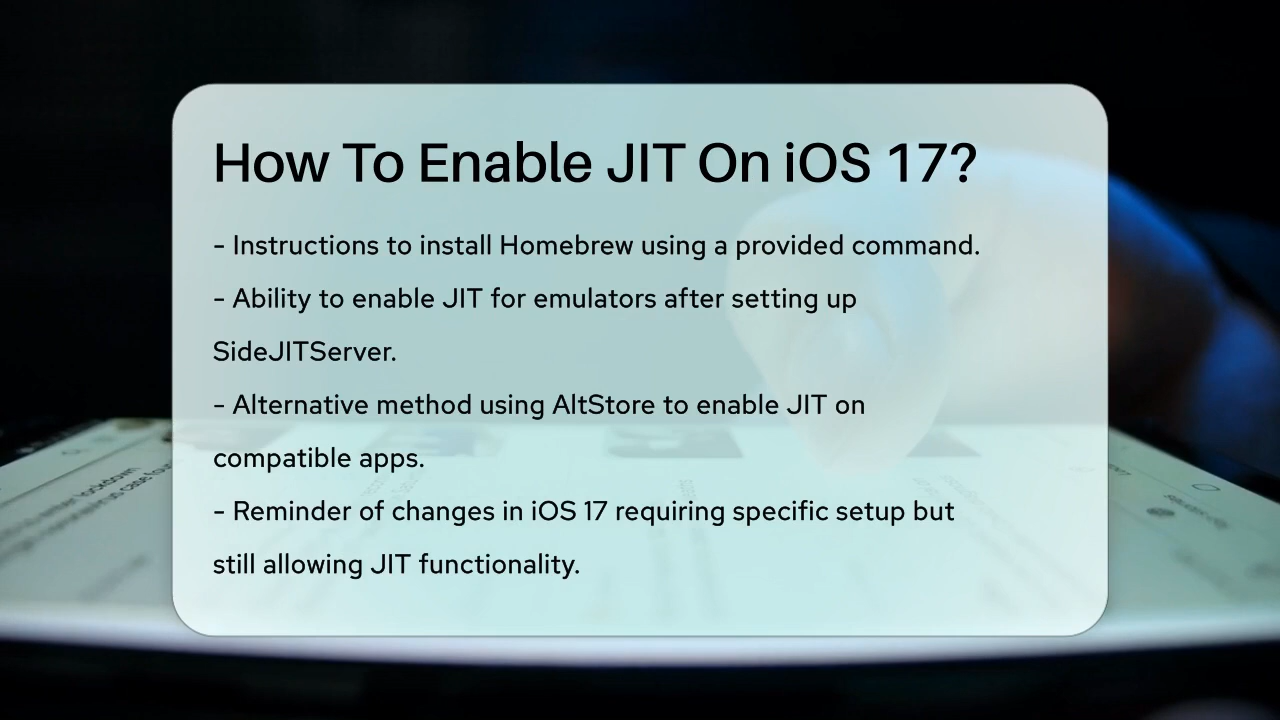 How To Enable JIT On iOS 17?
- Instructions to install Homebrew using a provided command.
- Ability to enable JIT for emulators after setting up
SideJITServer.
- Alternative method using AltStore to enable JIT on
compatible apps.
- Reminder of changes in iOS 17 requiring specific setup but
still allowing JIT functionality.